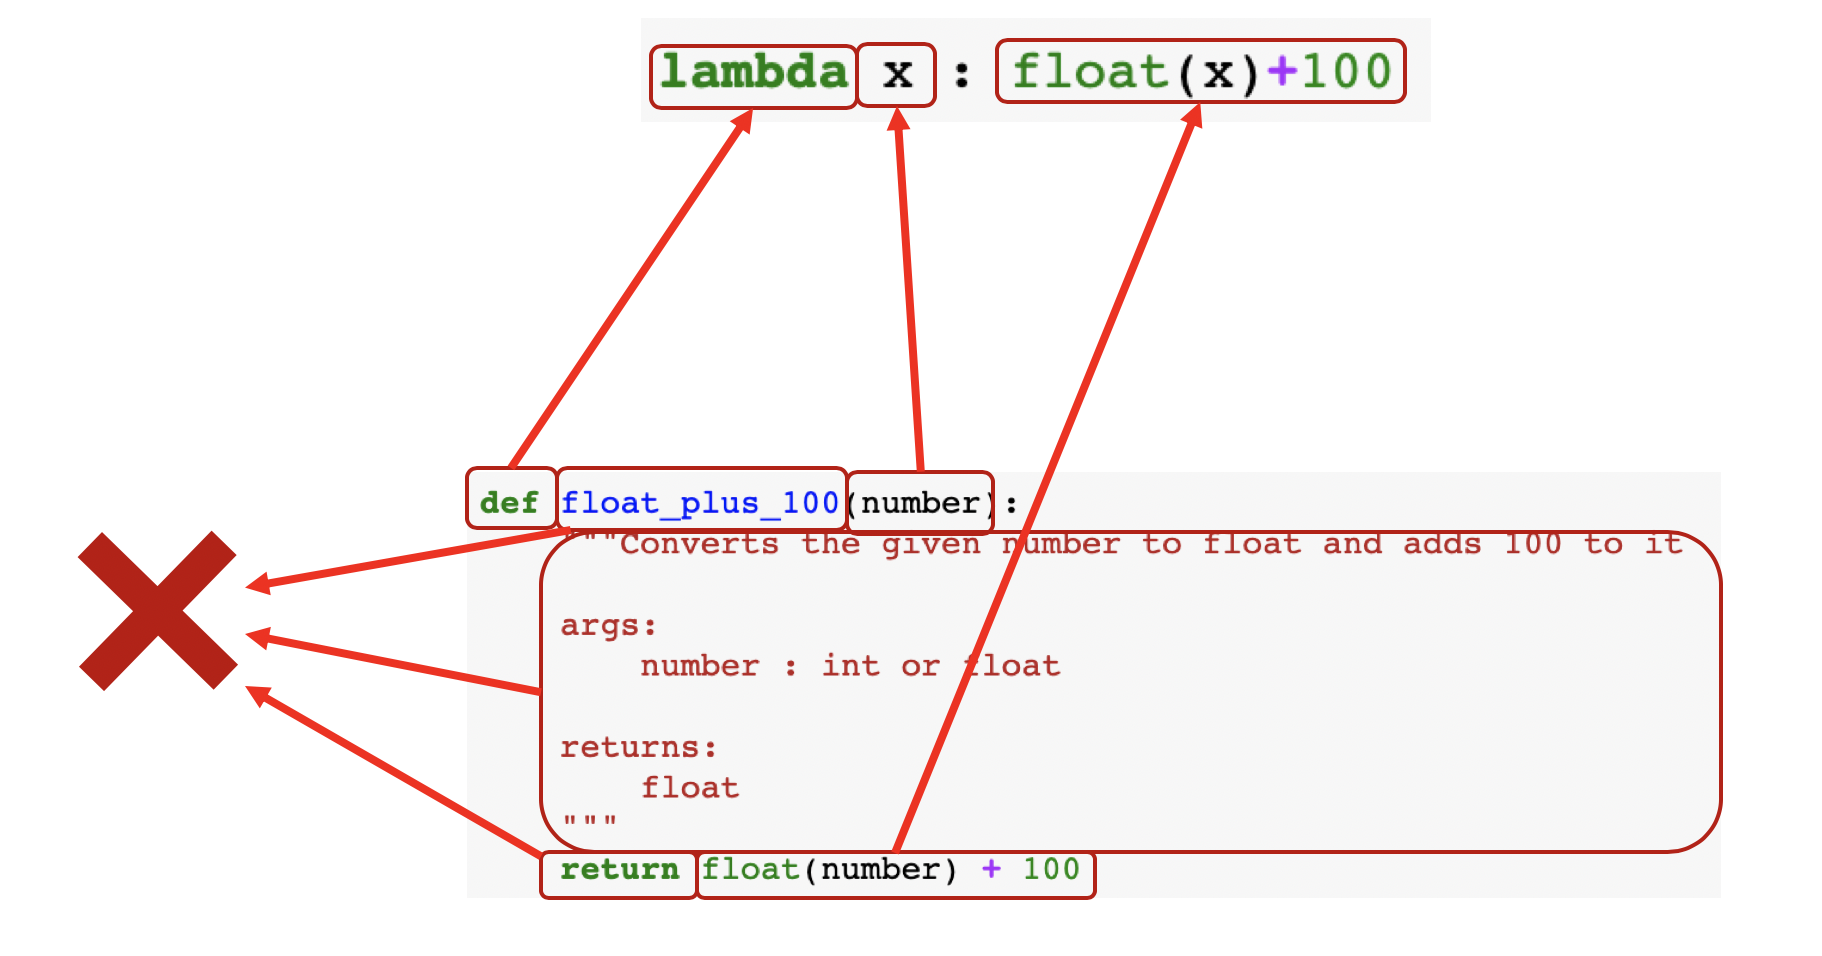 lambda x : float(x)+100
def float_plus_100(number):
"""Converts the given number to float and adds 100 to it
args:
number : int or float
returns:
float
"""
return float(number) + 100